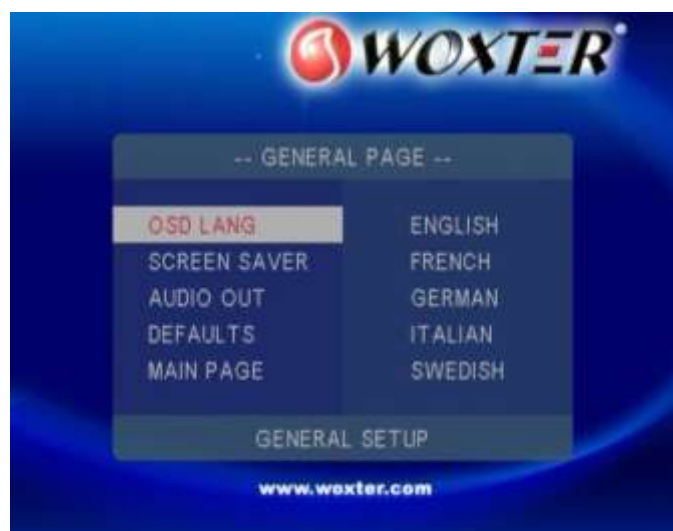 WOXTER
-- GENERAL PAGE --
OSD LANG ENGLISH
SCREEN SAVER FRENCH
AUDIO OUT GERMAN
DEFAULTS ITALIAN
MAIN PAGE SWEDISH
GENERAL SETUP
www.woxter.com